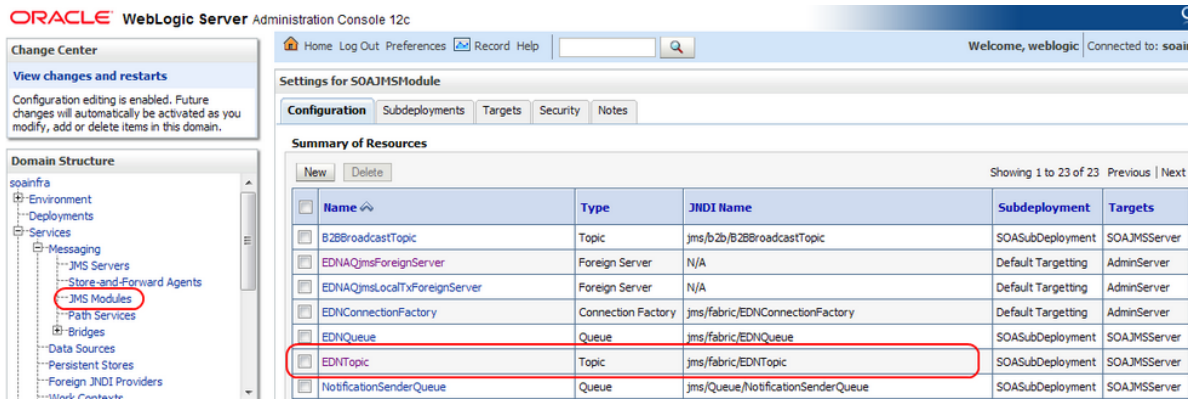 ORACLE WebLogic Server Administration Console 12c
Change Center
View changes and restarts
Configuration editing is enabled. Future
changes will automatically be activated as you
modify, add or delete items in this domain.
Domain Structure
soainfra
Environment
Deployments
Services
Messaging
JMS Servers
Store-and-Forward Agents
JMS Modules
Path Services
Bridges
Data Sources
Persistent Stores
Foreign JNDI Providers
Work Contexts
Home Log Out Preferences Record Help
Welcome, weblogic Connected to: soai
Settings for SOAJMSModule
Configuration Subdeployments Targets Security Notes
Summary of Resources
New Delete
Showing 1 to 23 of 23 Previous | Next
Name Type JNDI Name Subdeployment Targets
B2BBroadcastTopic Topic jms/b2b/B2BBroadcastTopic SOASubDeployment SOAJMSServer
EDNAQjmsForeignServer Foreign Server N/A Default Targetting AdminServer
EDNAQjmsLocalTxForeignServer Foreign Server N/A Default Targetting AdminServer
EDNConnectionFactory Connection Factory jms/fabric/EDNConnectionFactory Default Targetting AdminServer
EDNQueue Queue jms/fabric/EDNQueue SOASubDeployment SOAJMSServer
EDNTopic Topic jms/fabric/EDNTopic SOASubDeployment SOAJMSServer
NotificationSenderQueue Queue jms/Queue/NotificationSenderQueue SOASubDeployment SOAJMSServer